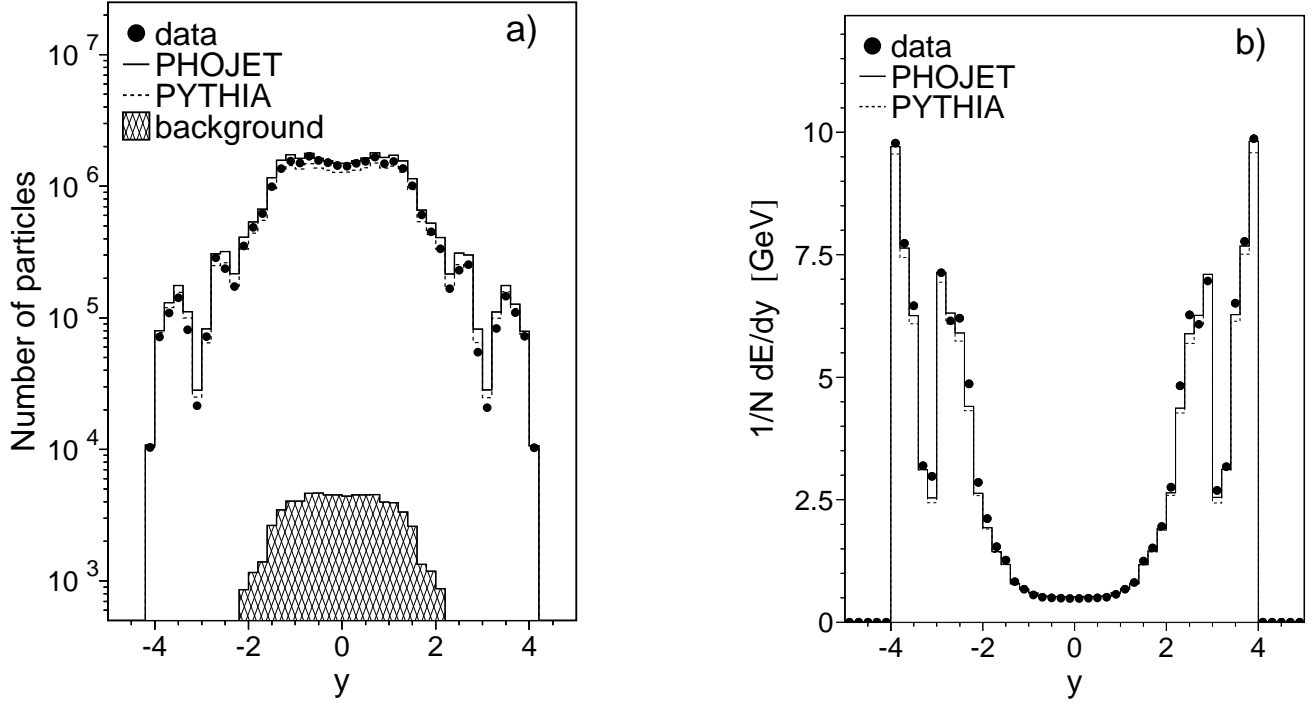 a)
data
PHOJET
PYTHIA
background
Number of particles
10^7
10^6
10^5
10^4
10^3
-4 -2 0 2 4
y
b)
data
PHOJET
PYTHIA
1/N dE/dy [GeV]
10
7.5
5
2.5
0
-4 -2 0 2 4
y